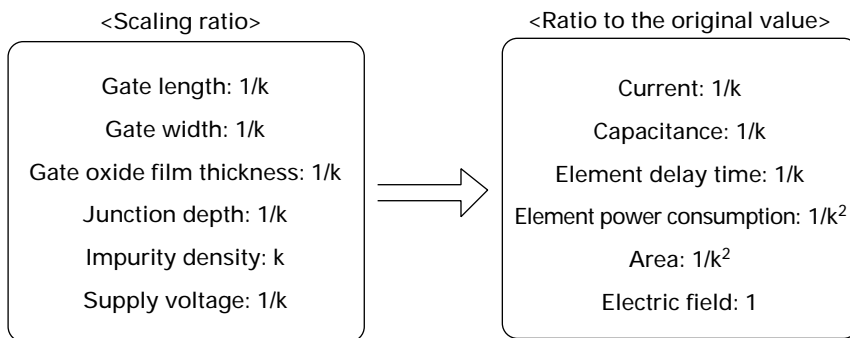 <Scaling ratio>
Gate length: 1/k
Gate width: 1/k
Gate oxide film thickness: 1/k
Junction depth: 1/k
Impurity density: k
Supply voltage: 1/k
<Ratio to the original value>
Current: 1/k
Capacitance: 1/k
Element delay time: 1/k
Element power consumption: 1/k²
Area: 1/k²
Electric field: 1